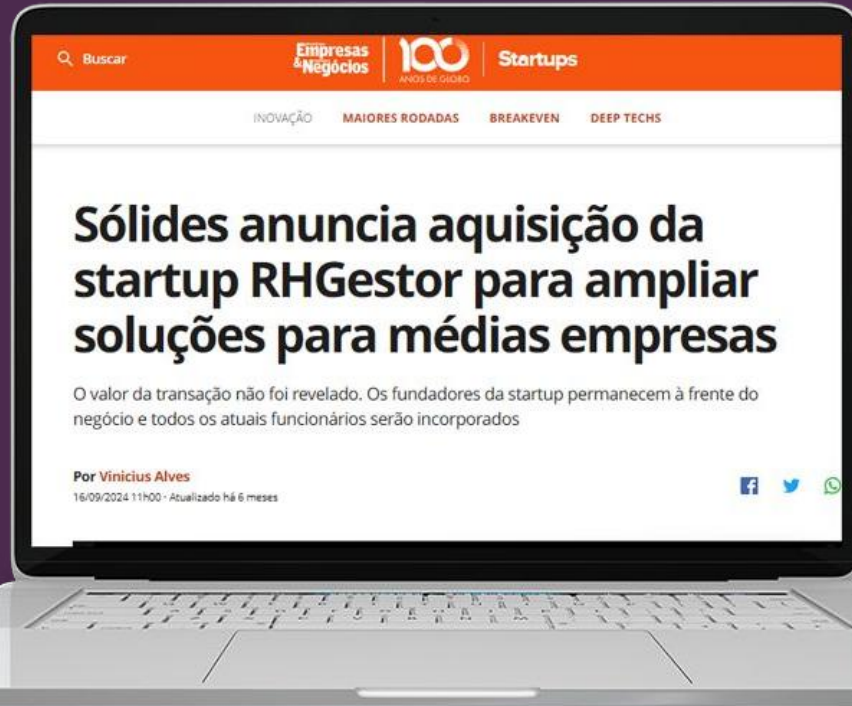 Buscar
Empresas
&Negócios
100
ANOS DE GLOBO
Startups
INOVAÇÃO MAIORES RODADAS BREAKEVEN DEEP TECHS
Sólides anuncia aquisição da
startup RHGestor para ampliar
soluções para médias empresas
O valor da transação não foi revelado. Os fundadores da startup permanecem à frente do
negócio e todos os atuais funcionários serão incorporados
Por Vinicius Alves
16/09/2024 11h00 · Atualizado há 6 meses